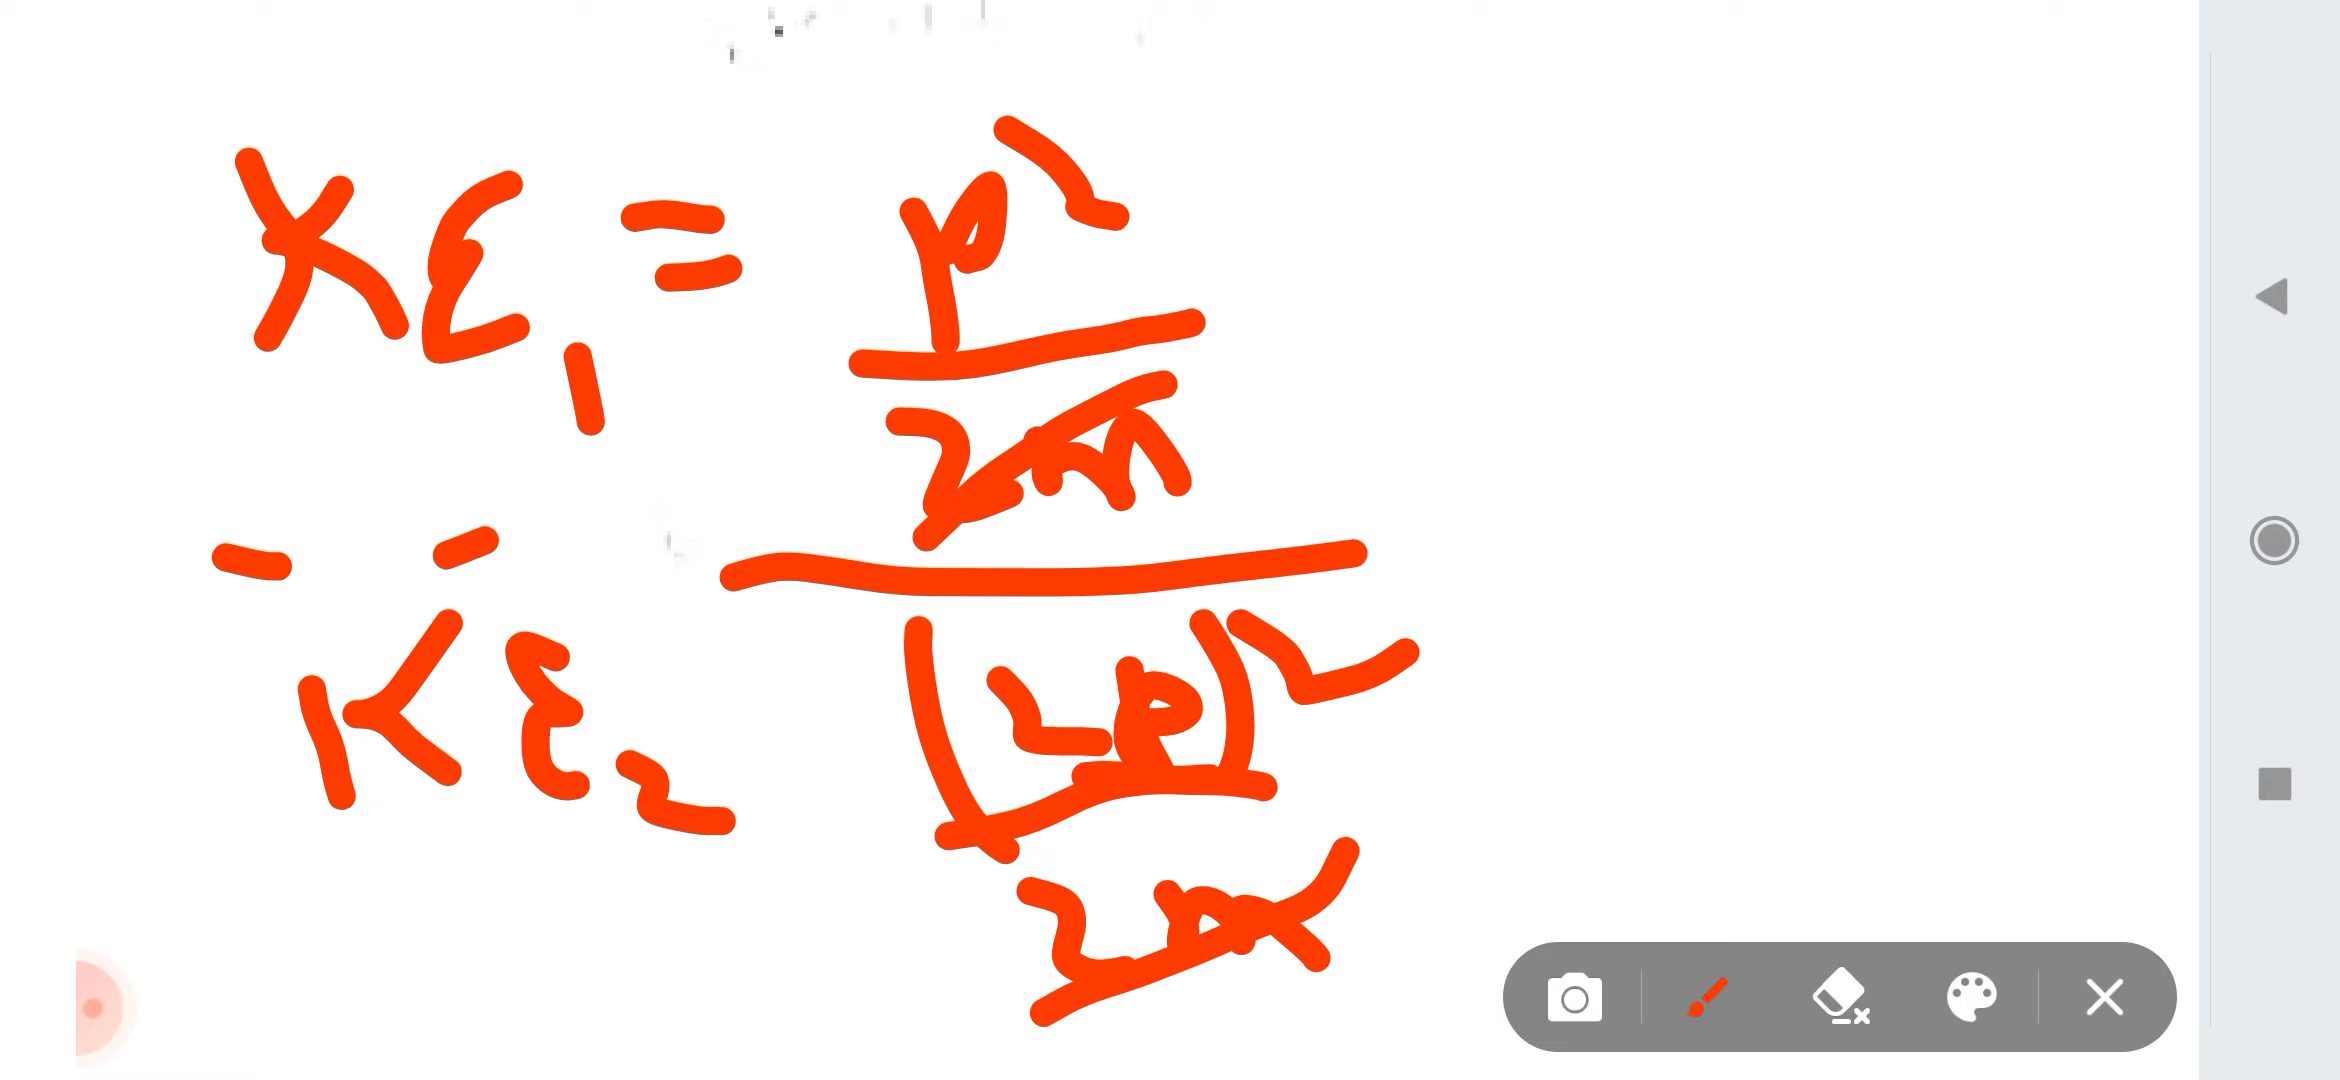 KE₁ = p²
2m
— —
KE₂ (2p)²
2m